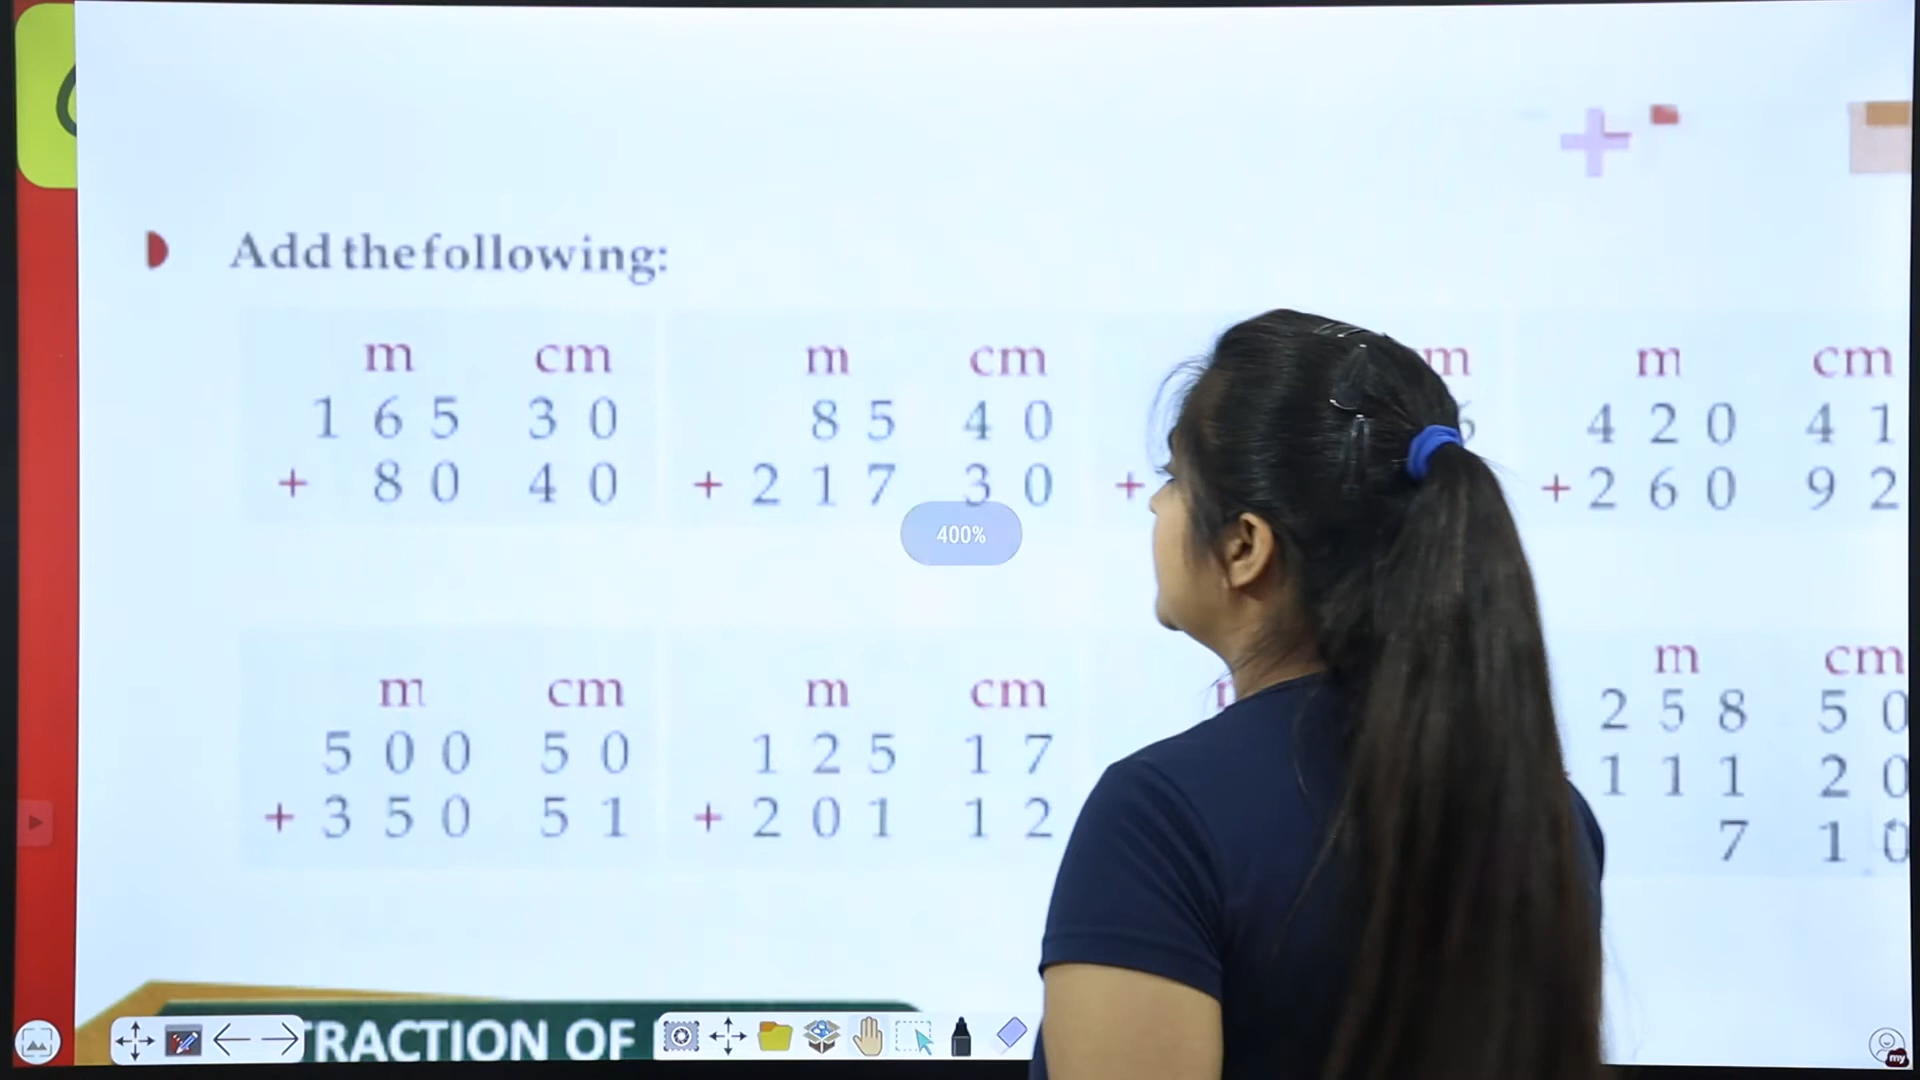 Add the following:
m cm
1 6 5 3 0
+ 8 0 4 0
m cm
8 5 4 0
+ 2 1 7 3 0
+
m cm
4 2 0 4 1
+ 2 6 0 9 2
400%
m cm
5 0 0 5 0
+ 3 5 0 5 1
m cm
1 2 5 1 7
+ 2 0 1 1 2
m cm
2 5 8 5 0
1 1 1 2 0
7 1 0
TRACTION OF
my